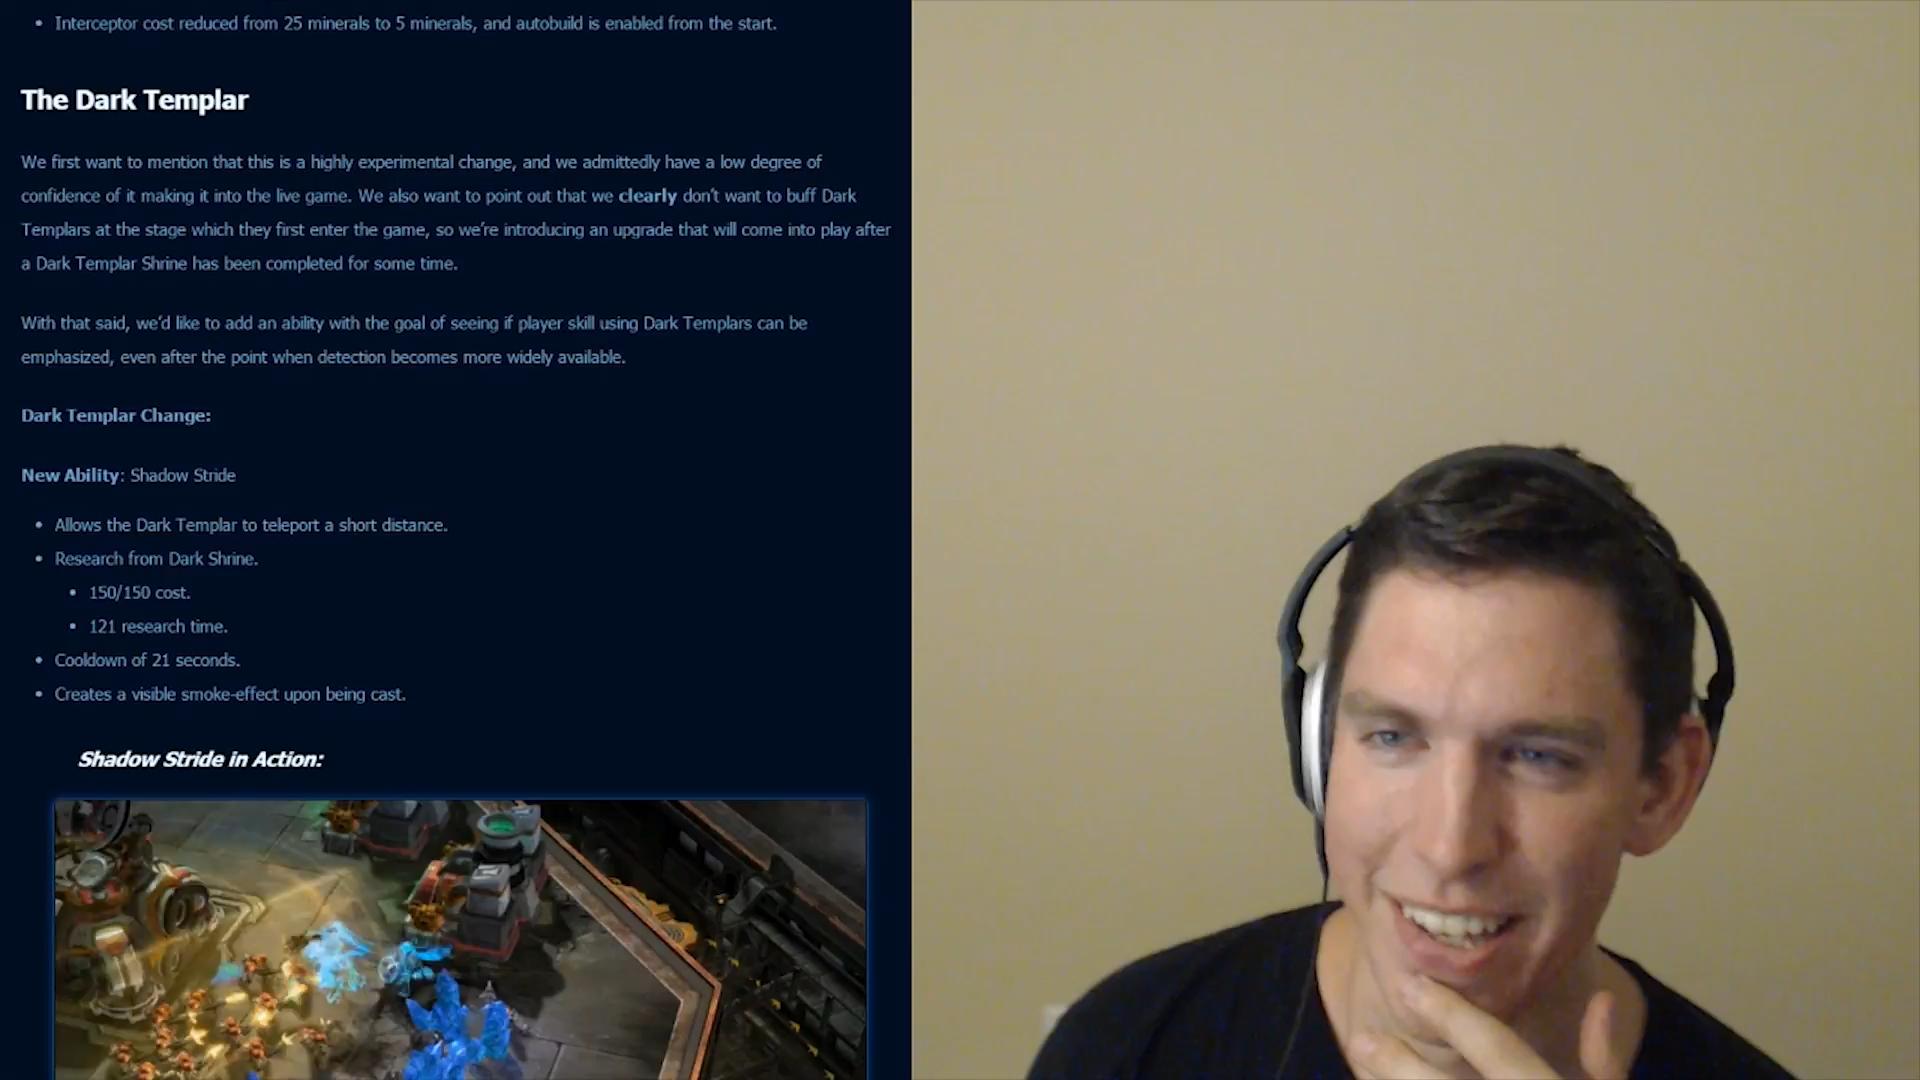 • Interceptor cost reduced from 25 minerals to 5 minerals, and autobuild is enabled from the start.
The Dark Templar
We first want to mention that this is a highly experimental change, and we admittedly have a low degree of
confidence of it making it into the live game. We also want to point out that we clearly don't want to buff Dark
Templars at the stage which they first enter the game, so we're introducing an upgrade that will come into play after
a Dark Templar Shrine has been completed for some time.
With that said, we'd like to add an ability with the goal of seeing if player skill using Dark Templars can be
emphasized, even after the point when detection becomes more widely available.
Dark Templar Change:
New Ability: Shadow Stride
• Allows the Dark Templar to teleport a short distance.
• Research from Dark Shrine.
• 150/150 cost.
• 121 research time.
• Cooldown of 21 seconds.
• Creates a visible smoke-effect upon being cast.
Shadow Stride in Action: